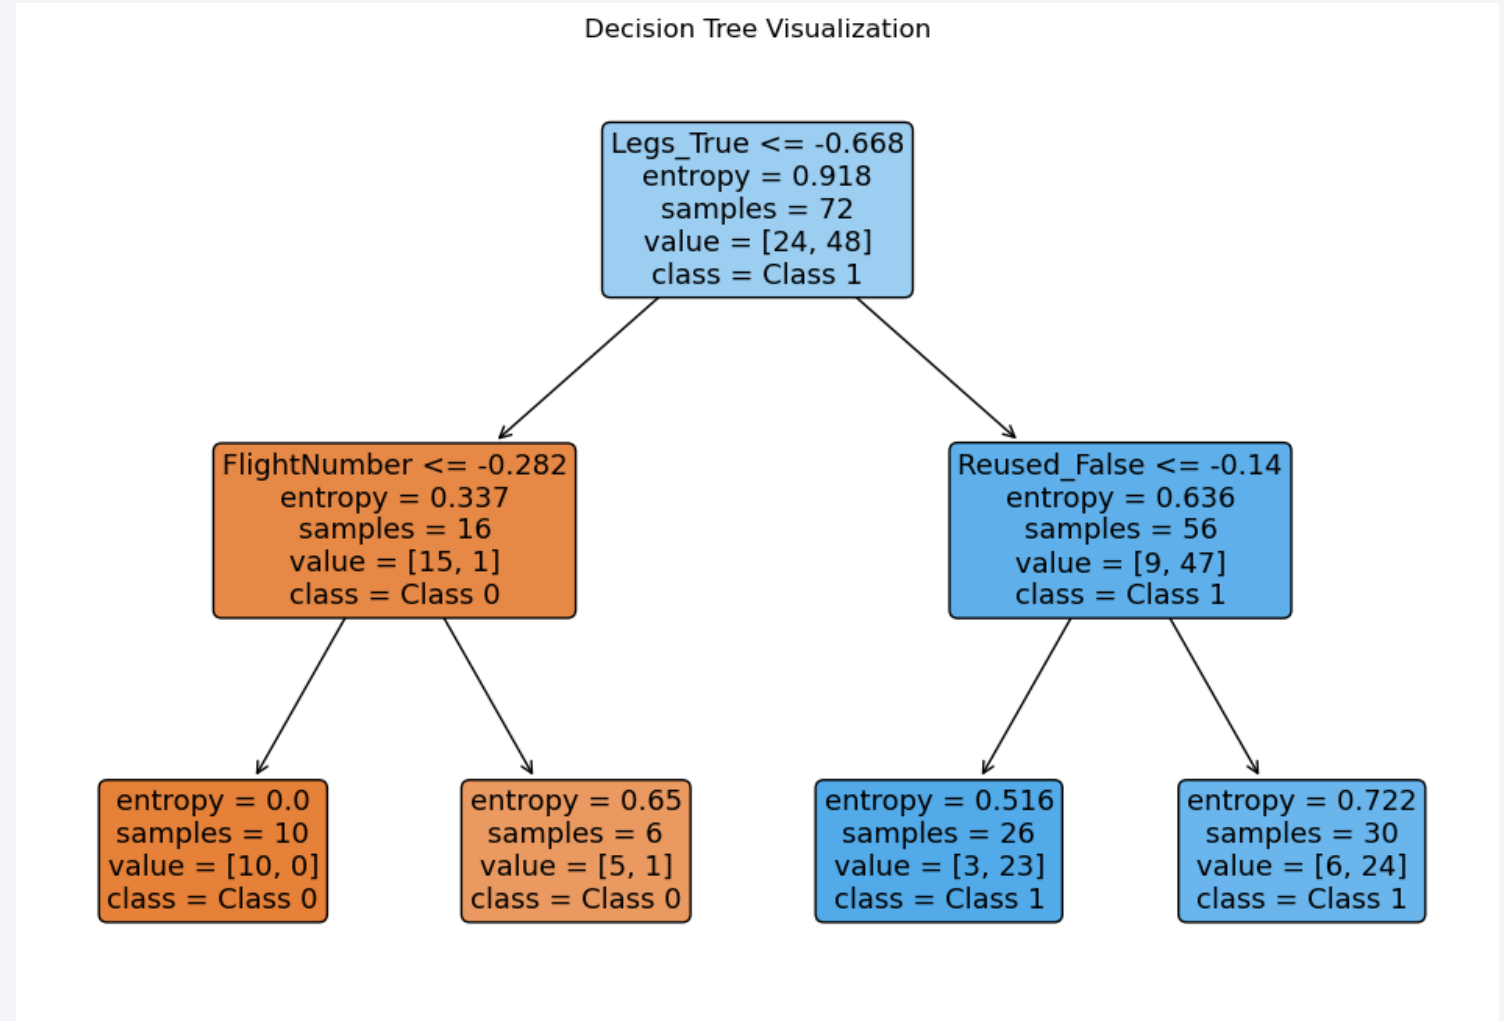 Decision Tree Visualization
Legs_True <= -0.668
entropy = 0.918
samples = 72
value = [24, 48]
class = Class 1
FlightNumber <= -0.282
entropy = 0.337
samples = 16
value = [15, 1]
class = Class 0
Reused_False <= -0.14
entropy = 0.636
samples = 56
value = [9, 47]
class = Class 1
entropy = 0.0
samples = 10
value = [10, 0]
class = Class 0
entropy = 0.65
samples = 6
value = [5, 1]
class = Class 0
entropy = 0.516
samples = 26
value = [3, 23]
class = Class 1
entropy = 0.722
samples = 30
value = [6, 24]
class = Class 1